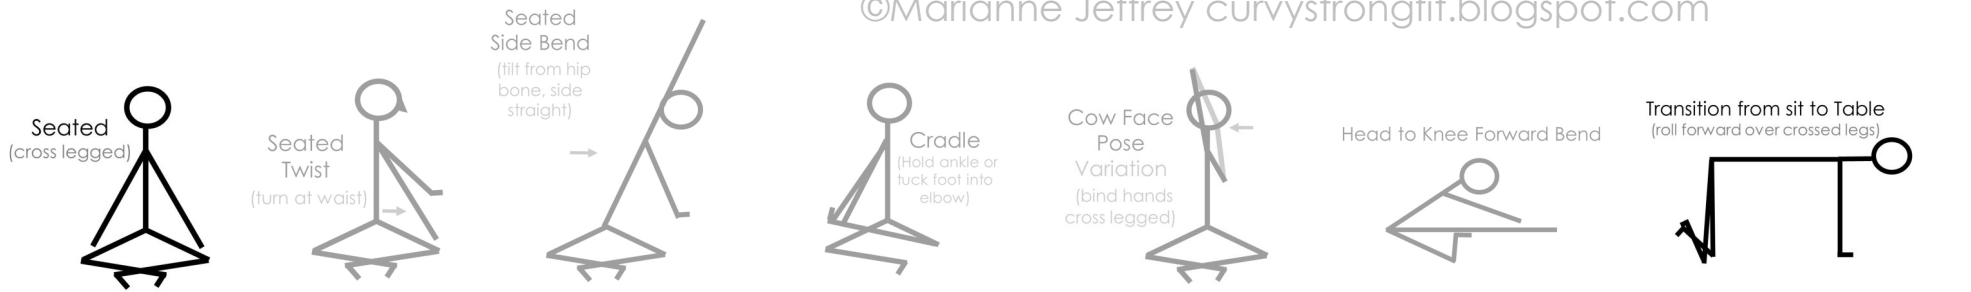 ©Marianne Jeffrey curvystrongfit.blogspot.com
Seated
(cross legged)
Seated
Twist
(turn at waist)
Seated
Side Bend
(tilt from hip
bone, side
straight)
Cradle
(Hold ankle or
tuck foot into
elbow)
Cow Face
Pose
Variation
(bind hands
cross legged)
Head to Knee Forward Bend
Transition from sit to Table
(roll forward over crossed legs)